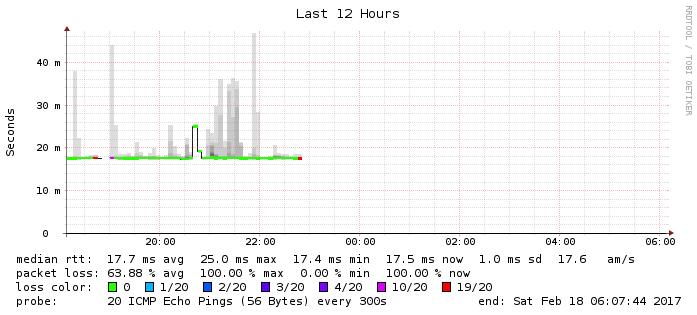 Last 12 Hours
RRDTOOL / TOBI OETIKER
Seconds
40 m
30 m
20 m
10 m
0
20:00 22:00 00:00 02:00 04:00 06:00
median rtt: 17.7 ms avg 25.0 ms max 17.4 ms min 17.5 ms now 1.0 ms sd 17.6 am/s
packet loss: 63.88 % avg 100.00 % max 0.00 % min 100.00 % now
loss color: 0 1/20 2/20 3/20 4/20 10/20 19/20
probe: 20 ICMP Echo Pings (56 Bytes) every 300s end: Sat Feb 18 06:07:44 2017